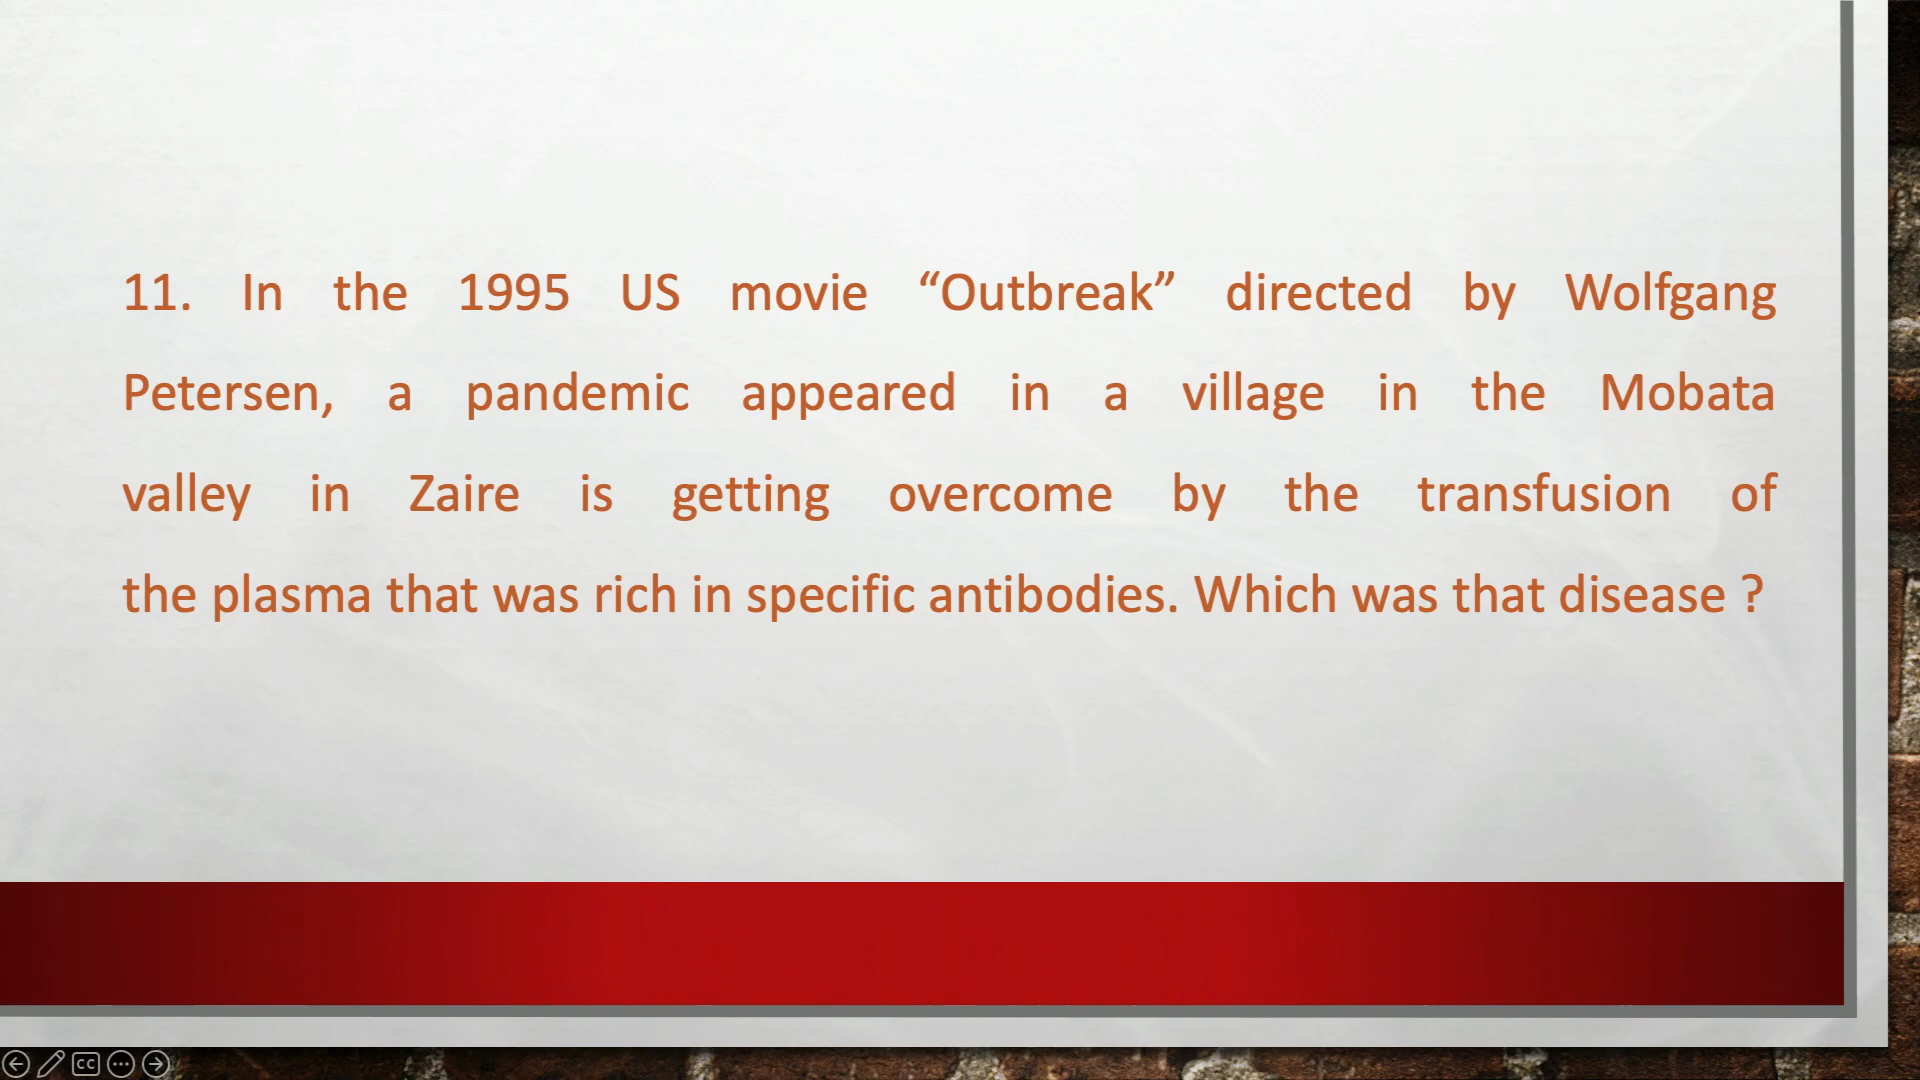 11. In the 1995 US movie “Outbreak” directed by Wolfgang
Petersen, a pandemic appeared in a village in the Mobata
valley in Zaire is getting overcome by the transfusion of
the plasma that was rich in specific antibodies. Which was that disease ?
CC